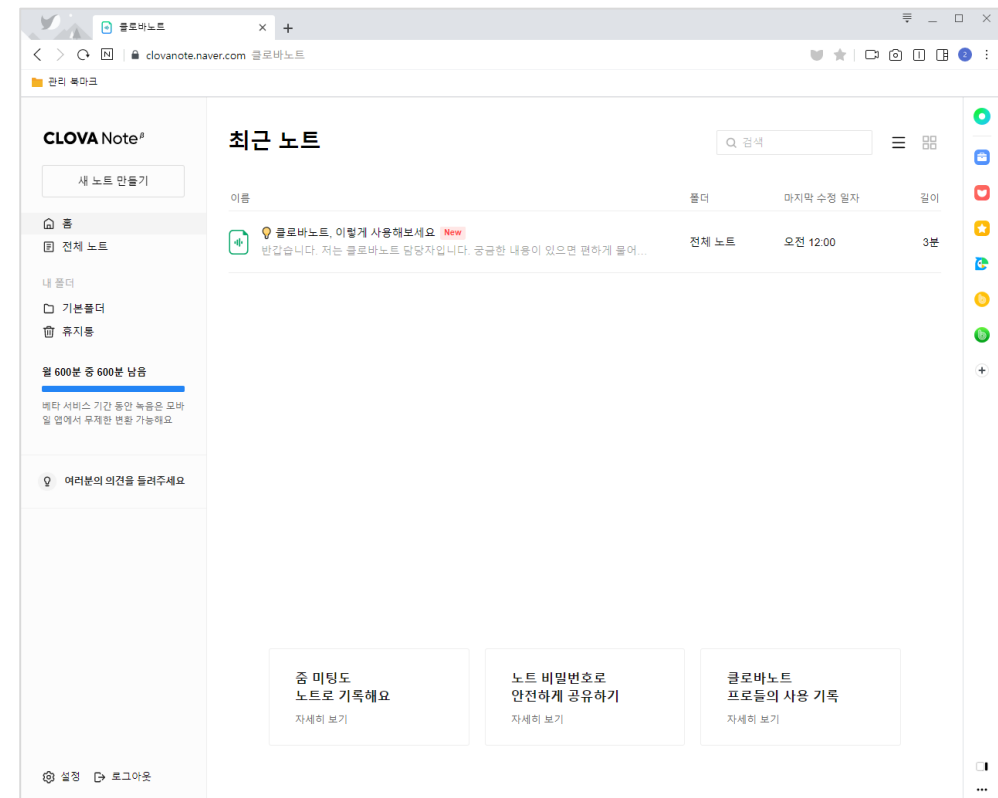 클로바노트
clovanote.naver.com 클로바노트
2
관리 북마크
CLOVA Note β
새 노트 만들기
홈
전체 노트
내 폴더
기본폴더
휴지통
월 600분 중 600분 남음
베타 서비스 기간 동안 녹음은 모바
일 앱에서 무제한 변환 가능해요
여러분의 의견을 들려주세요
설정
로그아웃
최근 노트
검색
이름 폴더 마지막 수정 일자 길이
클로바노트, 이렇게 사용해보세요 New
반갑습니다. 저는 클로바노트 담당자입니다. 궁금한 내용이 있으면 편하게 물어...
전체 노트 오전 12:00 3분
줌 미팅도
노트로 기록해요
자세히 보기
노트 비밀번호로
안전하게 공유하기
자세히 보기
클로바노트
프로들의 사용 기록
자세히 보기